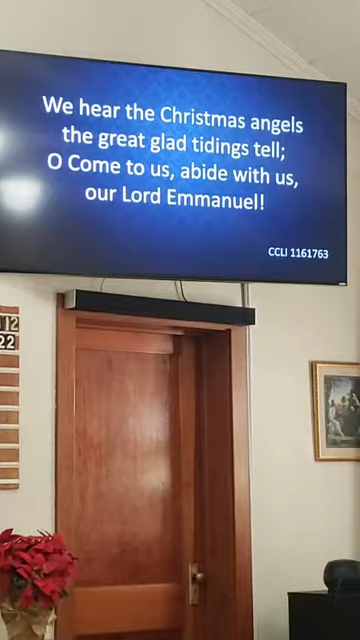 We hear the Christmas angels
the great glad tidings tell;
O Come to us, abide with us,
our Lord Emmanuel!
CCLI 1161763
12
22